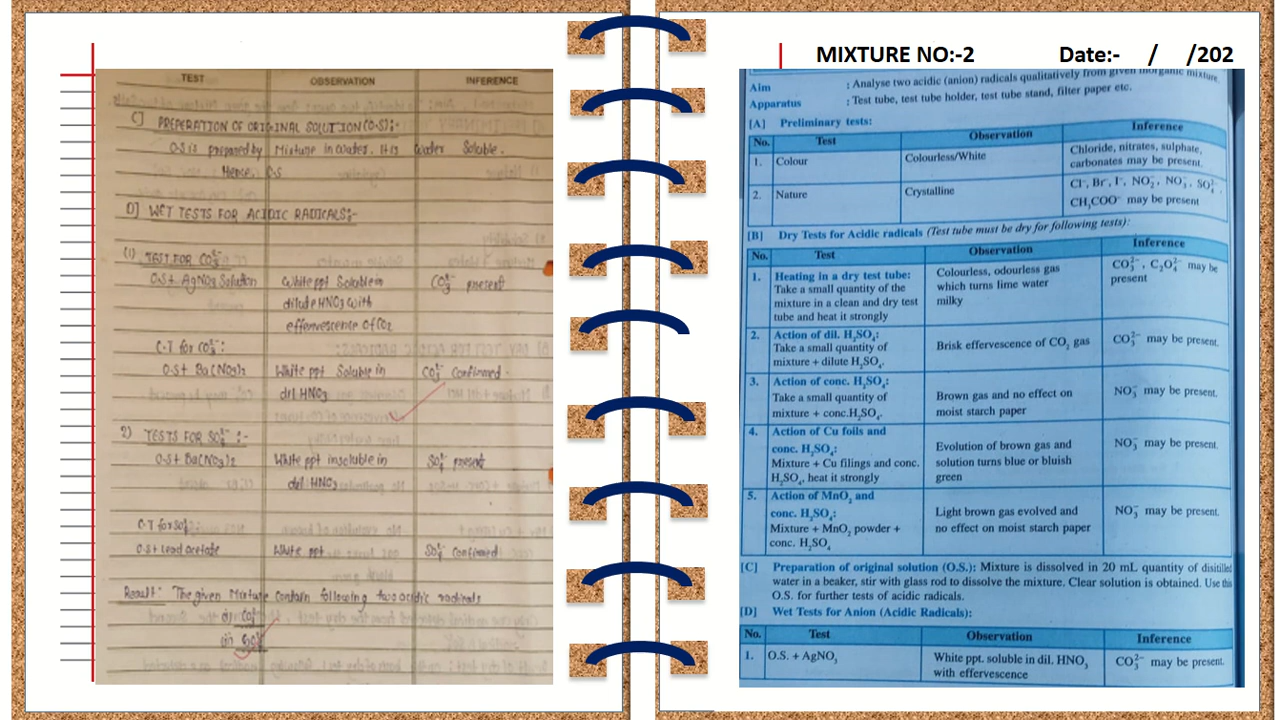 TEST OBSERVATION INFERENCE
C] PREPERATION OF ORIGINAL SOLUTION (O.S):-
O.S is prepared by Mixture in water. It is water Soluble.
Hence, O.S
D] WET TESTS FOR ACIDIC RADICALS:-
(1) TEST FOR CO₃²⁻
O.S + AgNO₃ Solution White ppt Soluble in CO₃²⁻ present
dilute HNO₃ with
effervescence of CO₂
C.T for CO₃²⁻:
O.S + Ba(NO₃)₂ White ppt Soluble in CO₃²⁻ Confirmed.
dil. HNO₃
2) TESTS FOR SO₄²⁻ :-
O.S + Ba(NO₃)₂ White ppt insoluble in SO₄²⁻ present
dil HNO₃
C.T for SO₄²⁻
O.S + Lead acetate White ppt SO₄²⁻ Confirmed
Result:- The given Mixture Contain following two acidic radicals
CO₃²⁻
SO₄²⁻
MIXTURE NO:-2 Date:- / /202
Aim : Analyse two acidic (anion) radicals qualitatively from given inorganic mixture.
Apparatus : Test tube, test tube holder, test tube stand, filter paper etc.
[A] Preliminary tests:
No. Test Observation Inference
1. Colour Colourless/White Chloride, nitrates, sulphate,
carbonates may be present.
2. Nature Crystalline Cl⁻, Br⁻, I⁻, NO₂⁻, NO₃⁻, SO₄²⁻,
CH₃COO⁻ may be present
[B] Dry Tests for Acidic radicals (Test tube must be dry for following tests):
No. Test Observation Inference
1. Heating in a dry test tube: Colourless, odourless gas CO₃²⁻, C₂O₄²⁻ may be
Take a small quantity of which turns lime water present
mixture in a clean and dry test milky
tube and heat it strongly
2. Action of dil. H₂SO₄:
Take a small quantity of Brisk effervescence of CO₂ gas CO₃²⁻ may be present.
mixture + dilute H₂SO₄.
3. Action of conc. H₂SO₄:
Take a small quantity of Brown gas and no effect on NO₃⁻ may be present.
mixture + conc.H₂SO₄. moist starch paper
4. Action of Cu foils and
conc. H₂SO₄: Evolution of brown gas and NO₃⁻ may be present.
Mixture + Cu filings and conc. solution turns blue or bluish
H₂SO₄, heat it strongly green
5. Action of MnO₂ and
conc. H₂SO₄: Light brown gas evolved and NO₃⁻ may be present.
Mixture + MnO₂ powder + no effect on moist starch paper
conc. H₂SO₄
[C] Preparation of original solution (O.S.): Mixture is dissolved in 20 mL quantity of disitilled
water in a beaker, stir with glass rod to dissolve the mixture. Clear solution is obtained. Use this
O.S. for further tests of acidic radicals.
[D] Wet Tests for Anion (Acidic Radicals):
No. Test Observation Inference
1. O.S. + AgNO₃ White ppt. soluble in dil. HNO₃ CO₃²⁻ may be present.
with effervescence